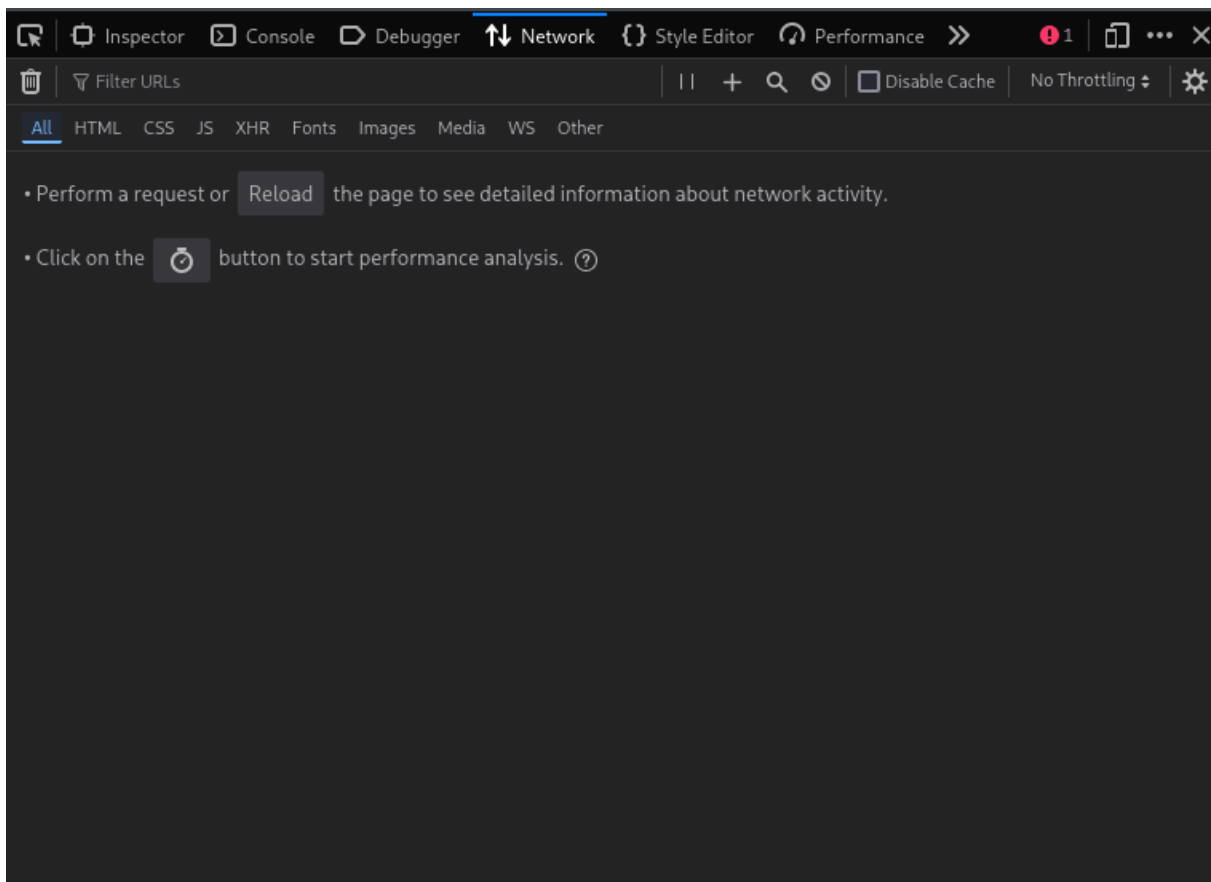 Inspector Console Debugger Network Style Editor Performance 1
Filter URLs Disable Cache No Throttling
All HTML CSS JS XHR Fonts Images Media WS Other
• Perform a request or Reload the page to see detailed information about network activity.
• Click on the button to start performance analysis.